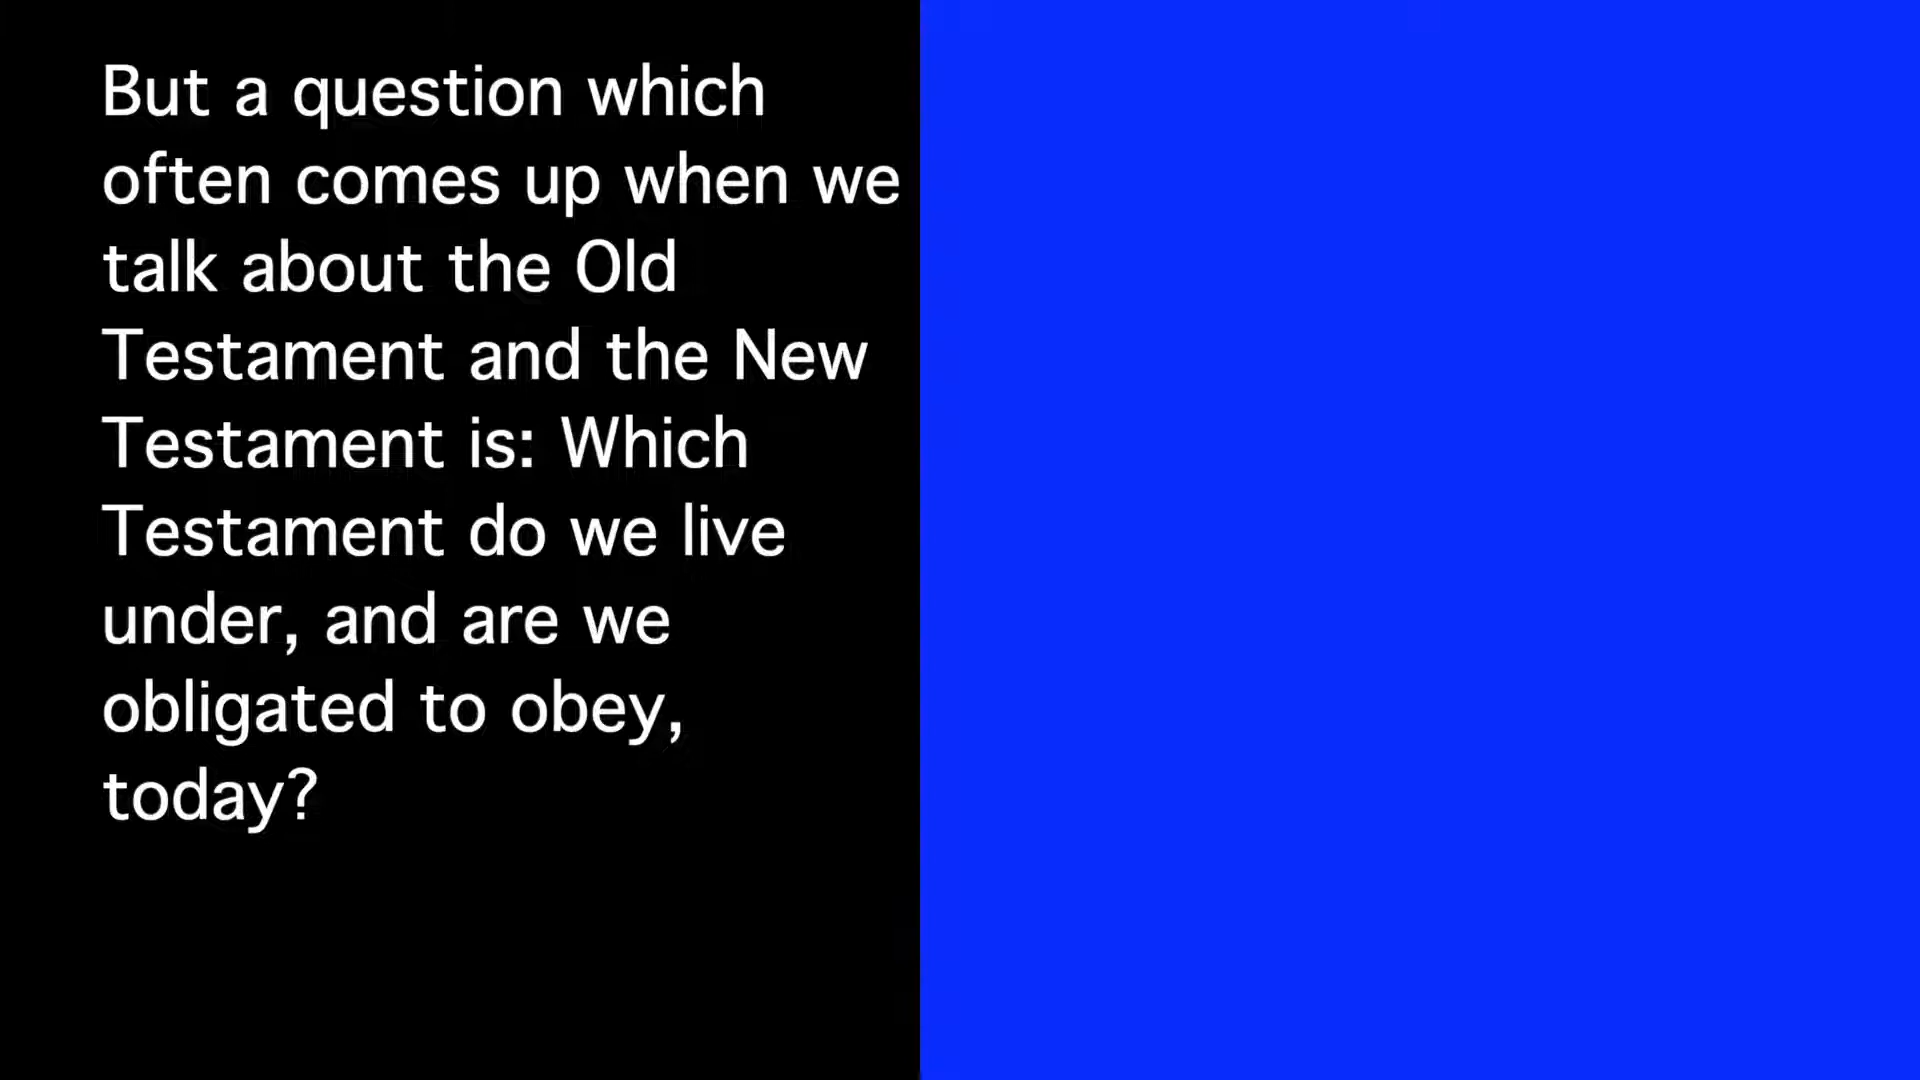 But a question which
often comes up when we
talk about the Old
Testament and the New
Testament is: Which
Testament do we live
under, and are we
obligated to obey,
today?